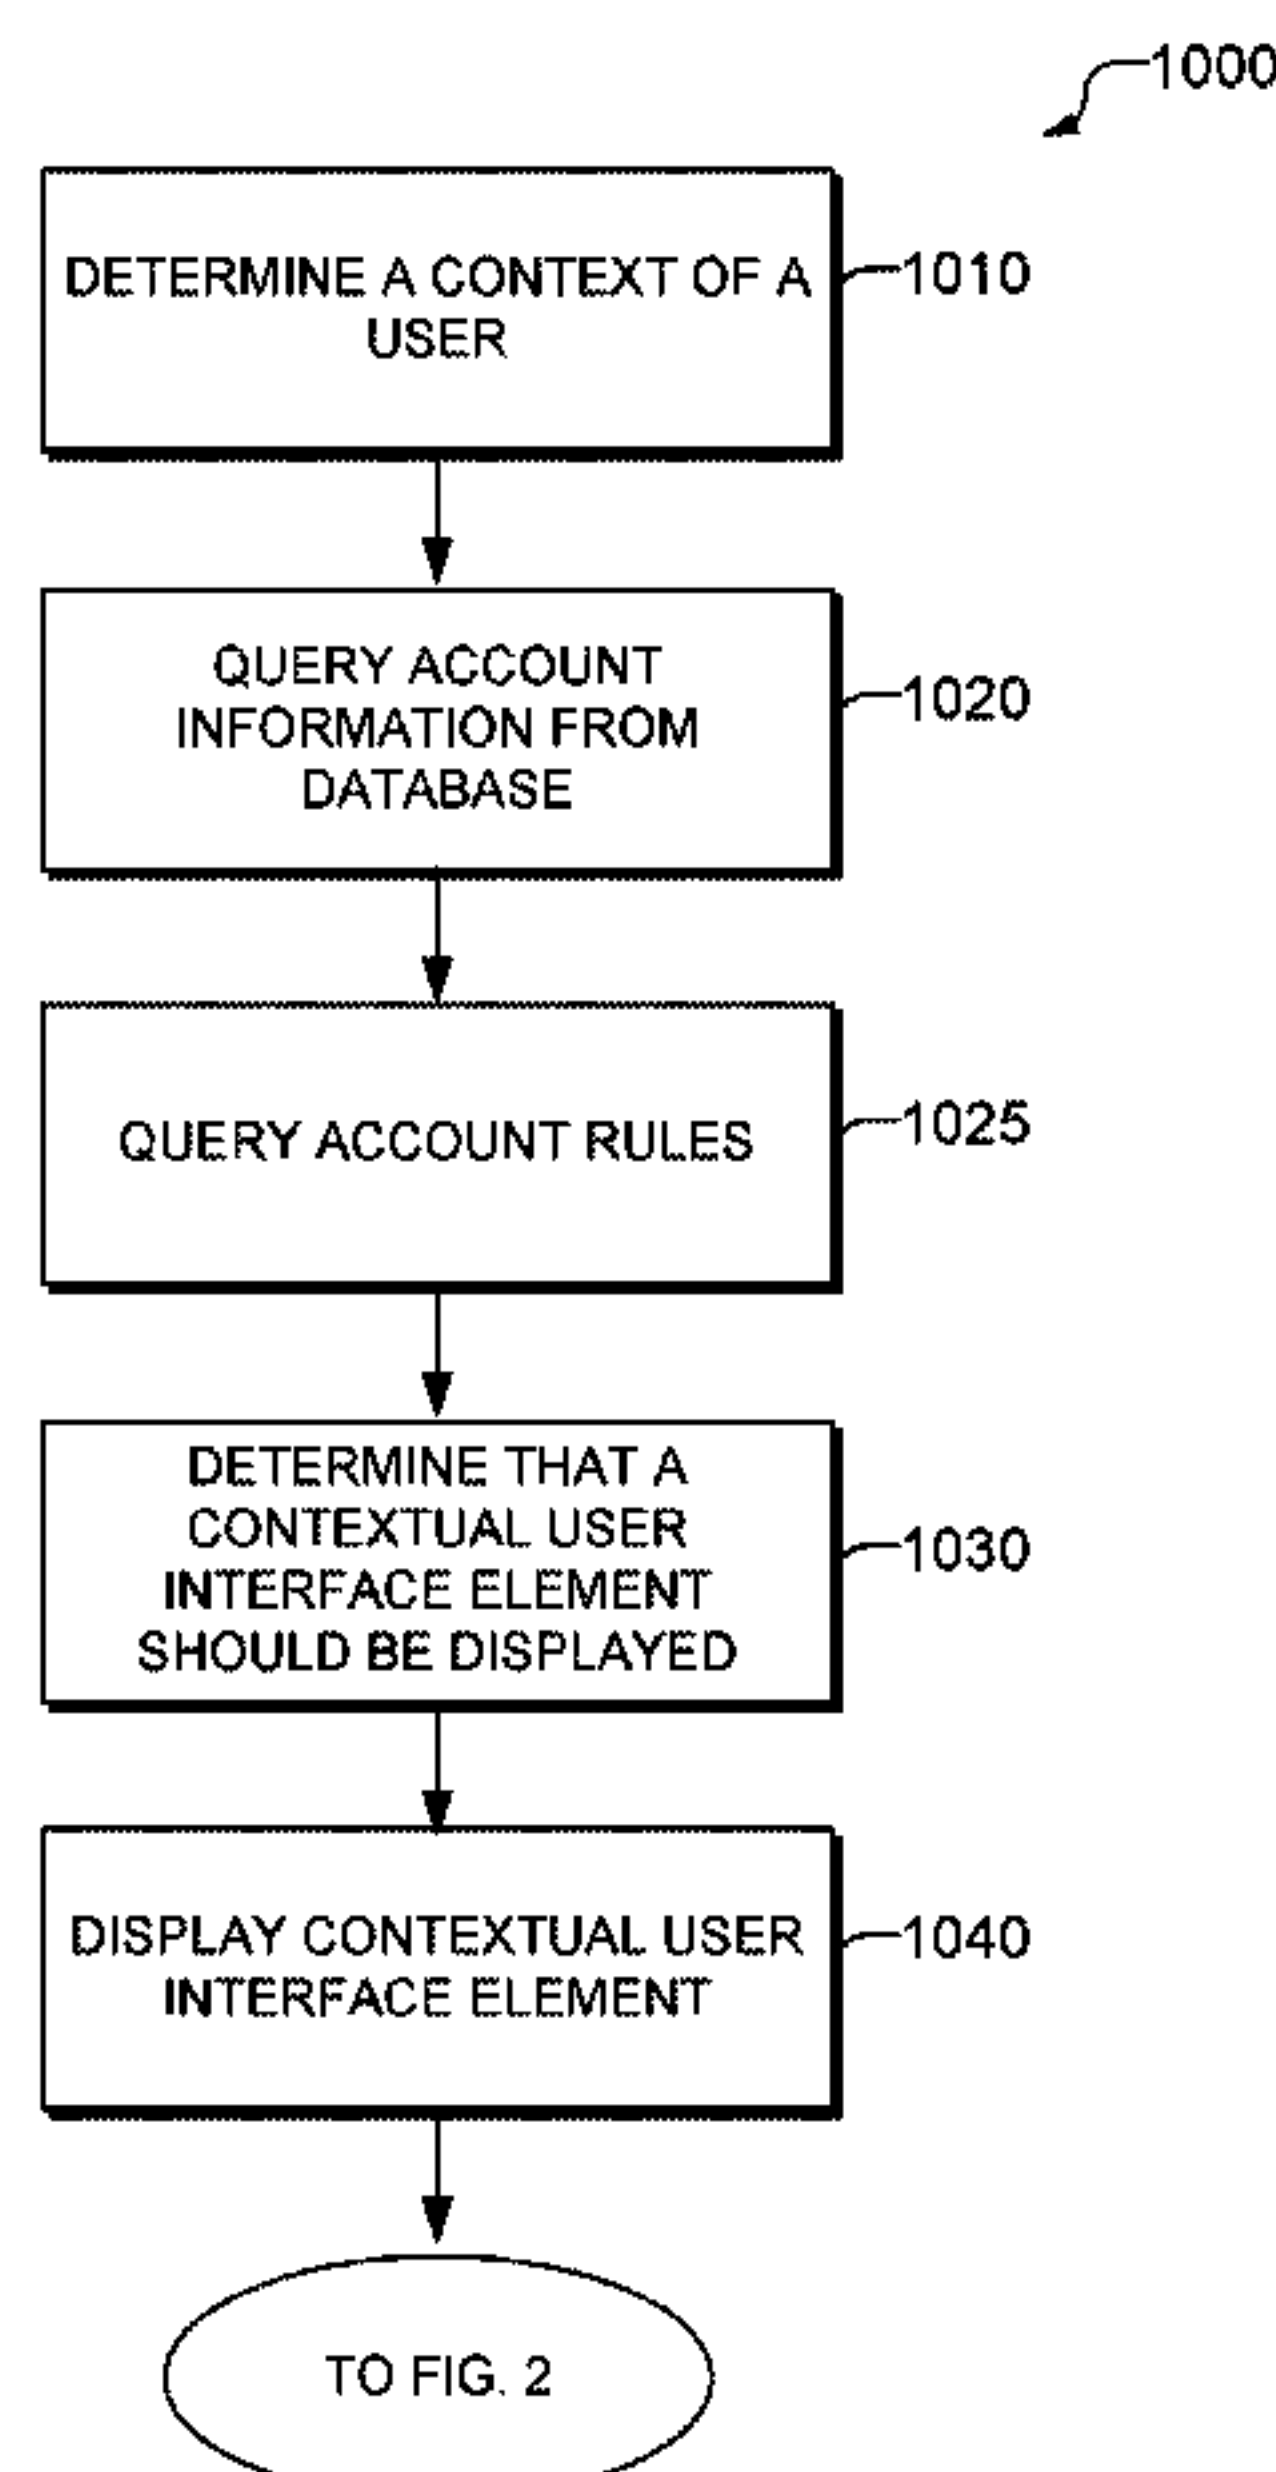 1000
DETERMINE A CONTEXT OF A
USER
1010
QUERY ACCOUNT
INFORMATION FROM
DATABASE
1020
QUERY ACCOUNT RULES
1025
DETERMINE THAT A
CONTEXTUAL USER
INTERFACE ELEMENT
SHOULD BE DISPLAYED
1030
DISPLAY CONTEXTUAL USER
INTERFACE ELEMENT
1040
TO FIG. 2